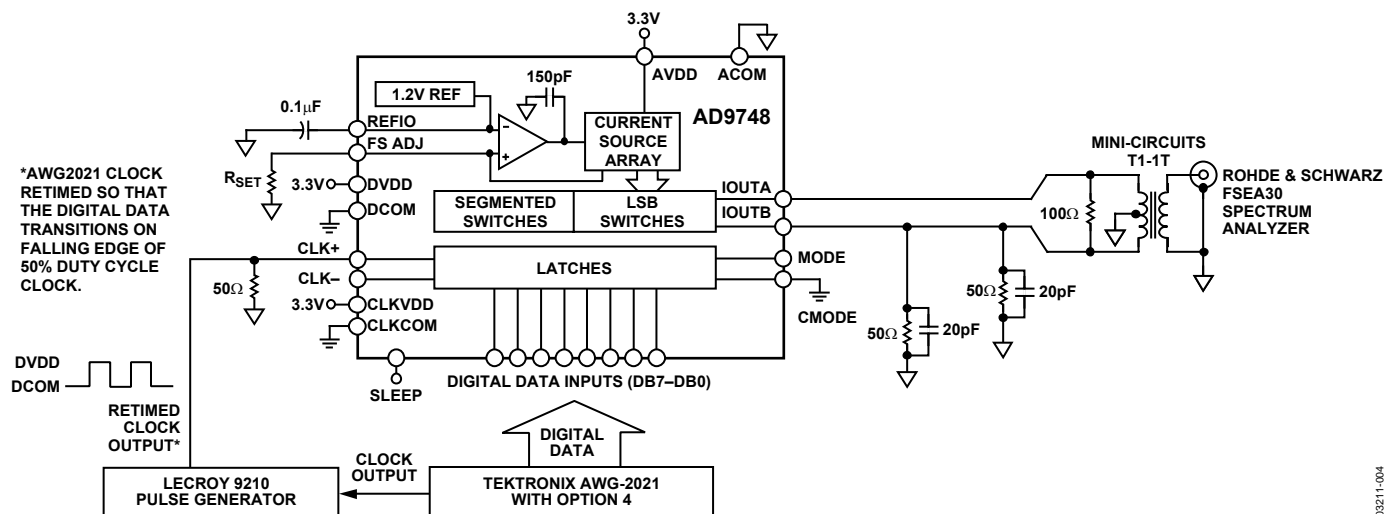 3.3V
AVDD
ACOM
150pF
1.2V REF
AD9748
0.1μF
REFIO
FS ADJ
CURRENT
SOURCE
ARRAY
RSET
3.3V
DVDD
DCOM
SEGMENTED
SWITCHES
LSB
SWITCHES
IOUTA
IOUTB
MINI-CIRCUITS
T1-1T
100Ω
ROHDE & SCHWARZ
FSEA30
SPECTRUM
ANALYZER
*AWG2021 CLOCK
RETIMED SO THAT
THE DIGITAL DATA
TRANSITIONS ON
FALLING EDGE OF
50% DUTY CYCLE
CLOCK.
CLK+
CLK–
50Ω
3.3V
CLKVDD
CLKCOM
LATCHES
MODE
CMODE
50Ω
20pF
50Ω
20pF
SLEEP
DIGITAL DATA INPUTS (DB7–DB0)
DVDD
DCOM
RETIMED
CLOCK
OUTPUT*
DIGITAL
DATA
CLOCK
OUTPUT
LECROY 9210
PULSE GENERATOR
TEKTRONIX AWG-2021
WITH OPTION 4
03211-004